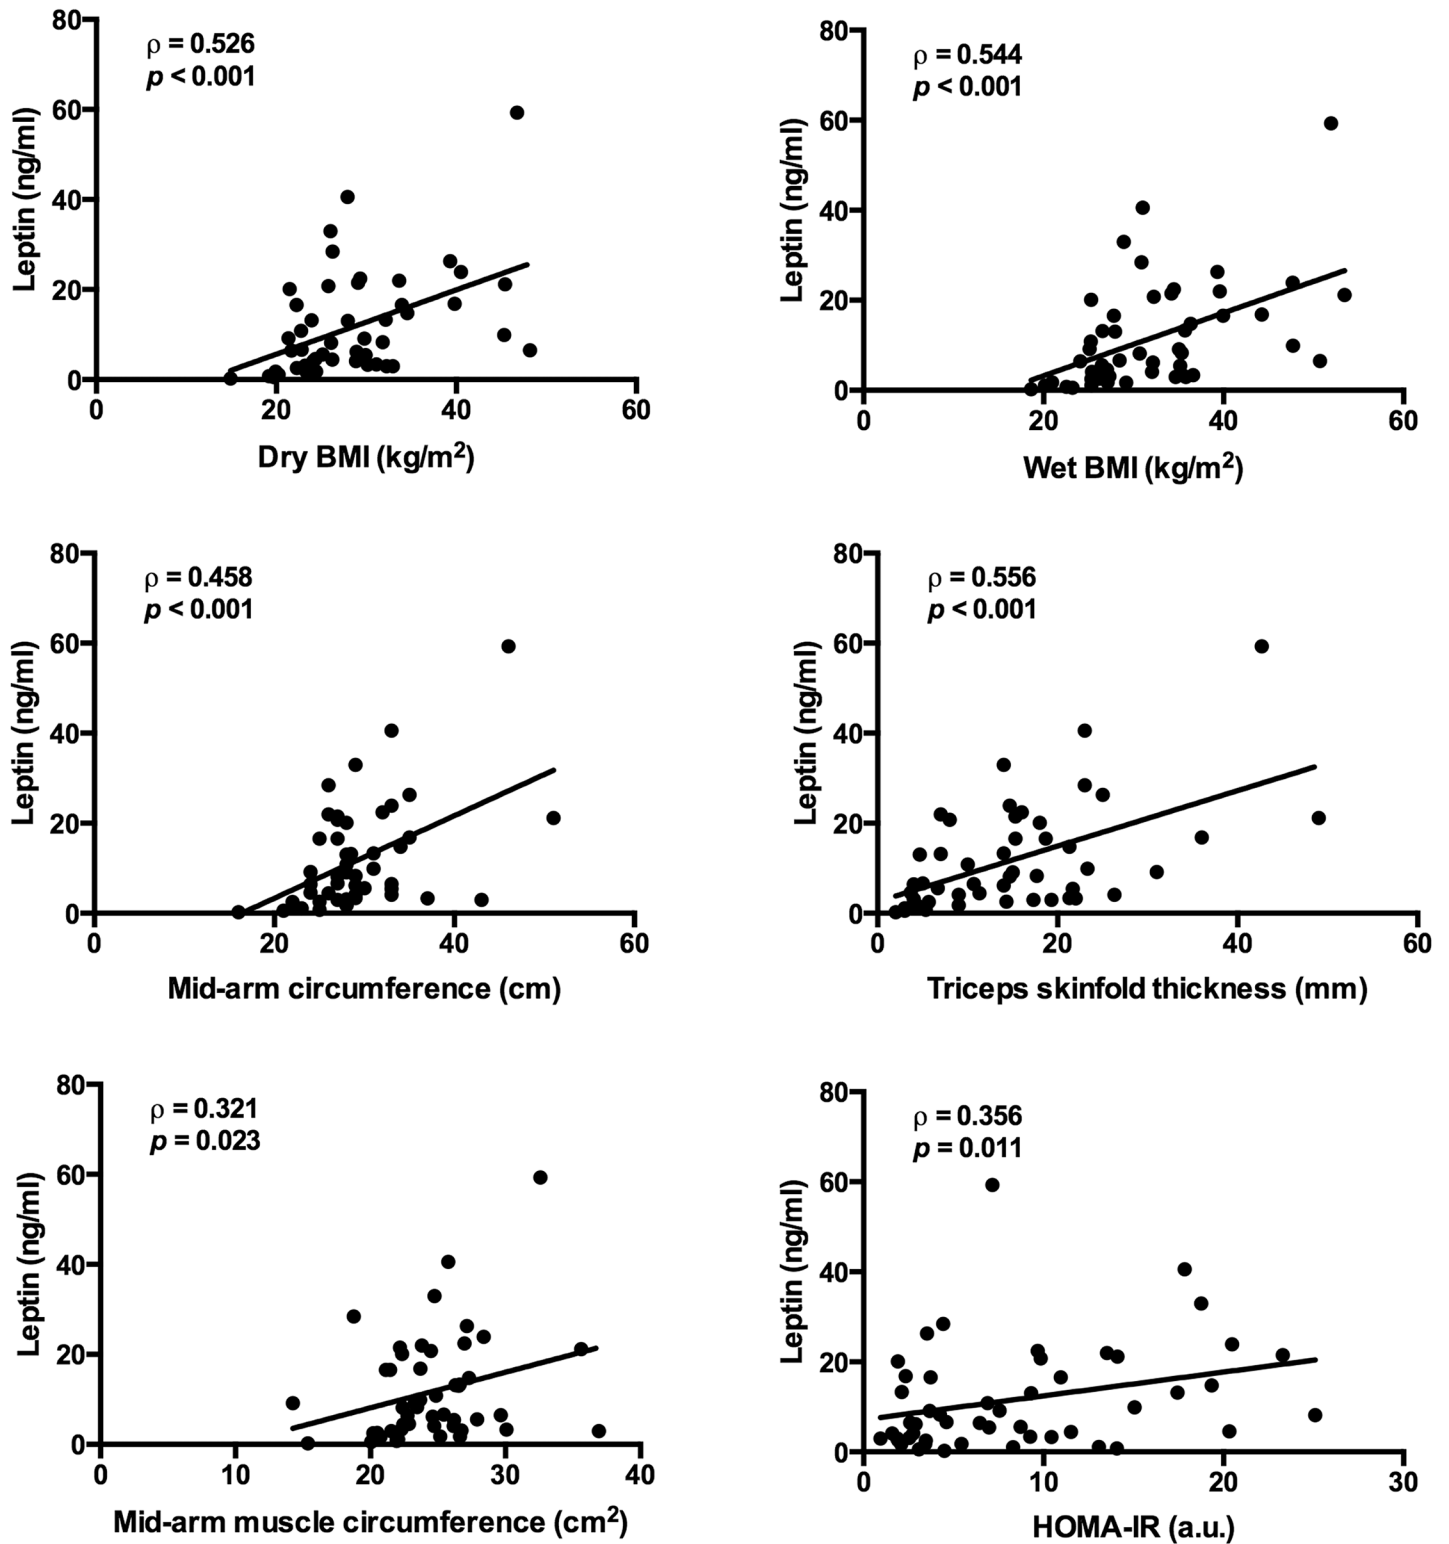 80
60
40
20
0
Leptin (ng/ml)
ρ = 0.526
p < 0.001
0 20 40 60
Dry BMI (kg/m²)
80
60
40
20
0
Leptin (ng/ml)
ρ = 0.544
p < 0.001
0 20 40 60
Wet BMI (kg/m²)
80
60
40
20
0
Leptin (ng/ml)
ρ = 0.458
p < 0.001
0 20 40 60
Mid-arm circumference (cm)
80
60
40
20
0
Leptin (ng/ml)
ρ = 0.556
p < 0.001
0 20 40 60
Triceps skinfold thickness (mm)
80
60
40
20
0
Leptin (ng/ml)
ρ = 0.321
p = 0.023
0 10 20 30 40
Mid-arm muscle circumference (cm²)
80
60
40
20
0
Leptin (ng/ml)
ρ = 0.356
p = 0.011
0 10 20 30
HOMA-IR (a.u.)